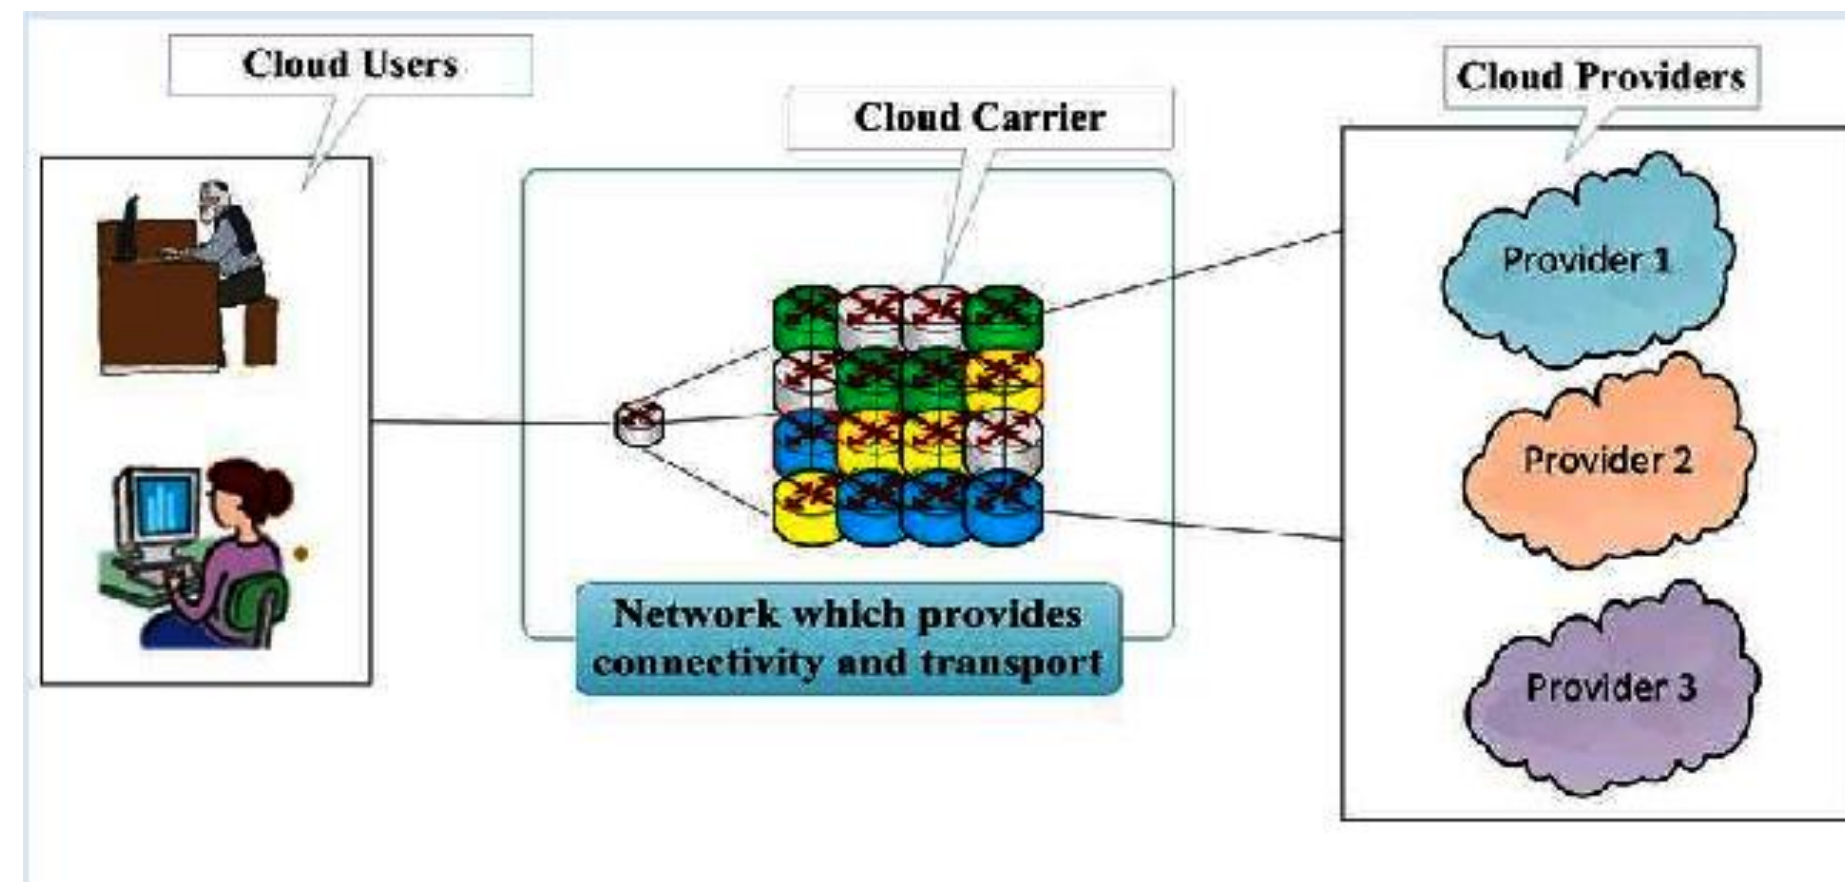 Cloud Users
Cloud Carrier
Cloud Providers
Provider 1
Provider 2
Provider 3
Network which provides
connectivity and transport